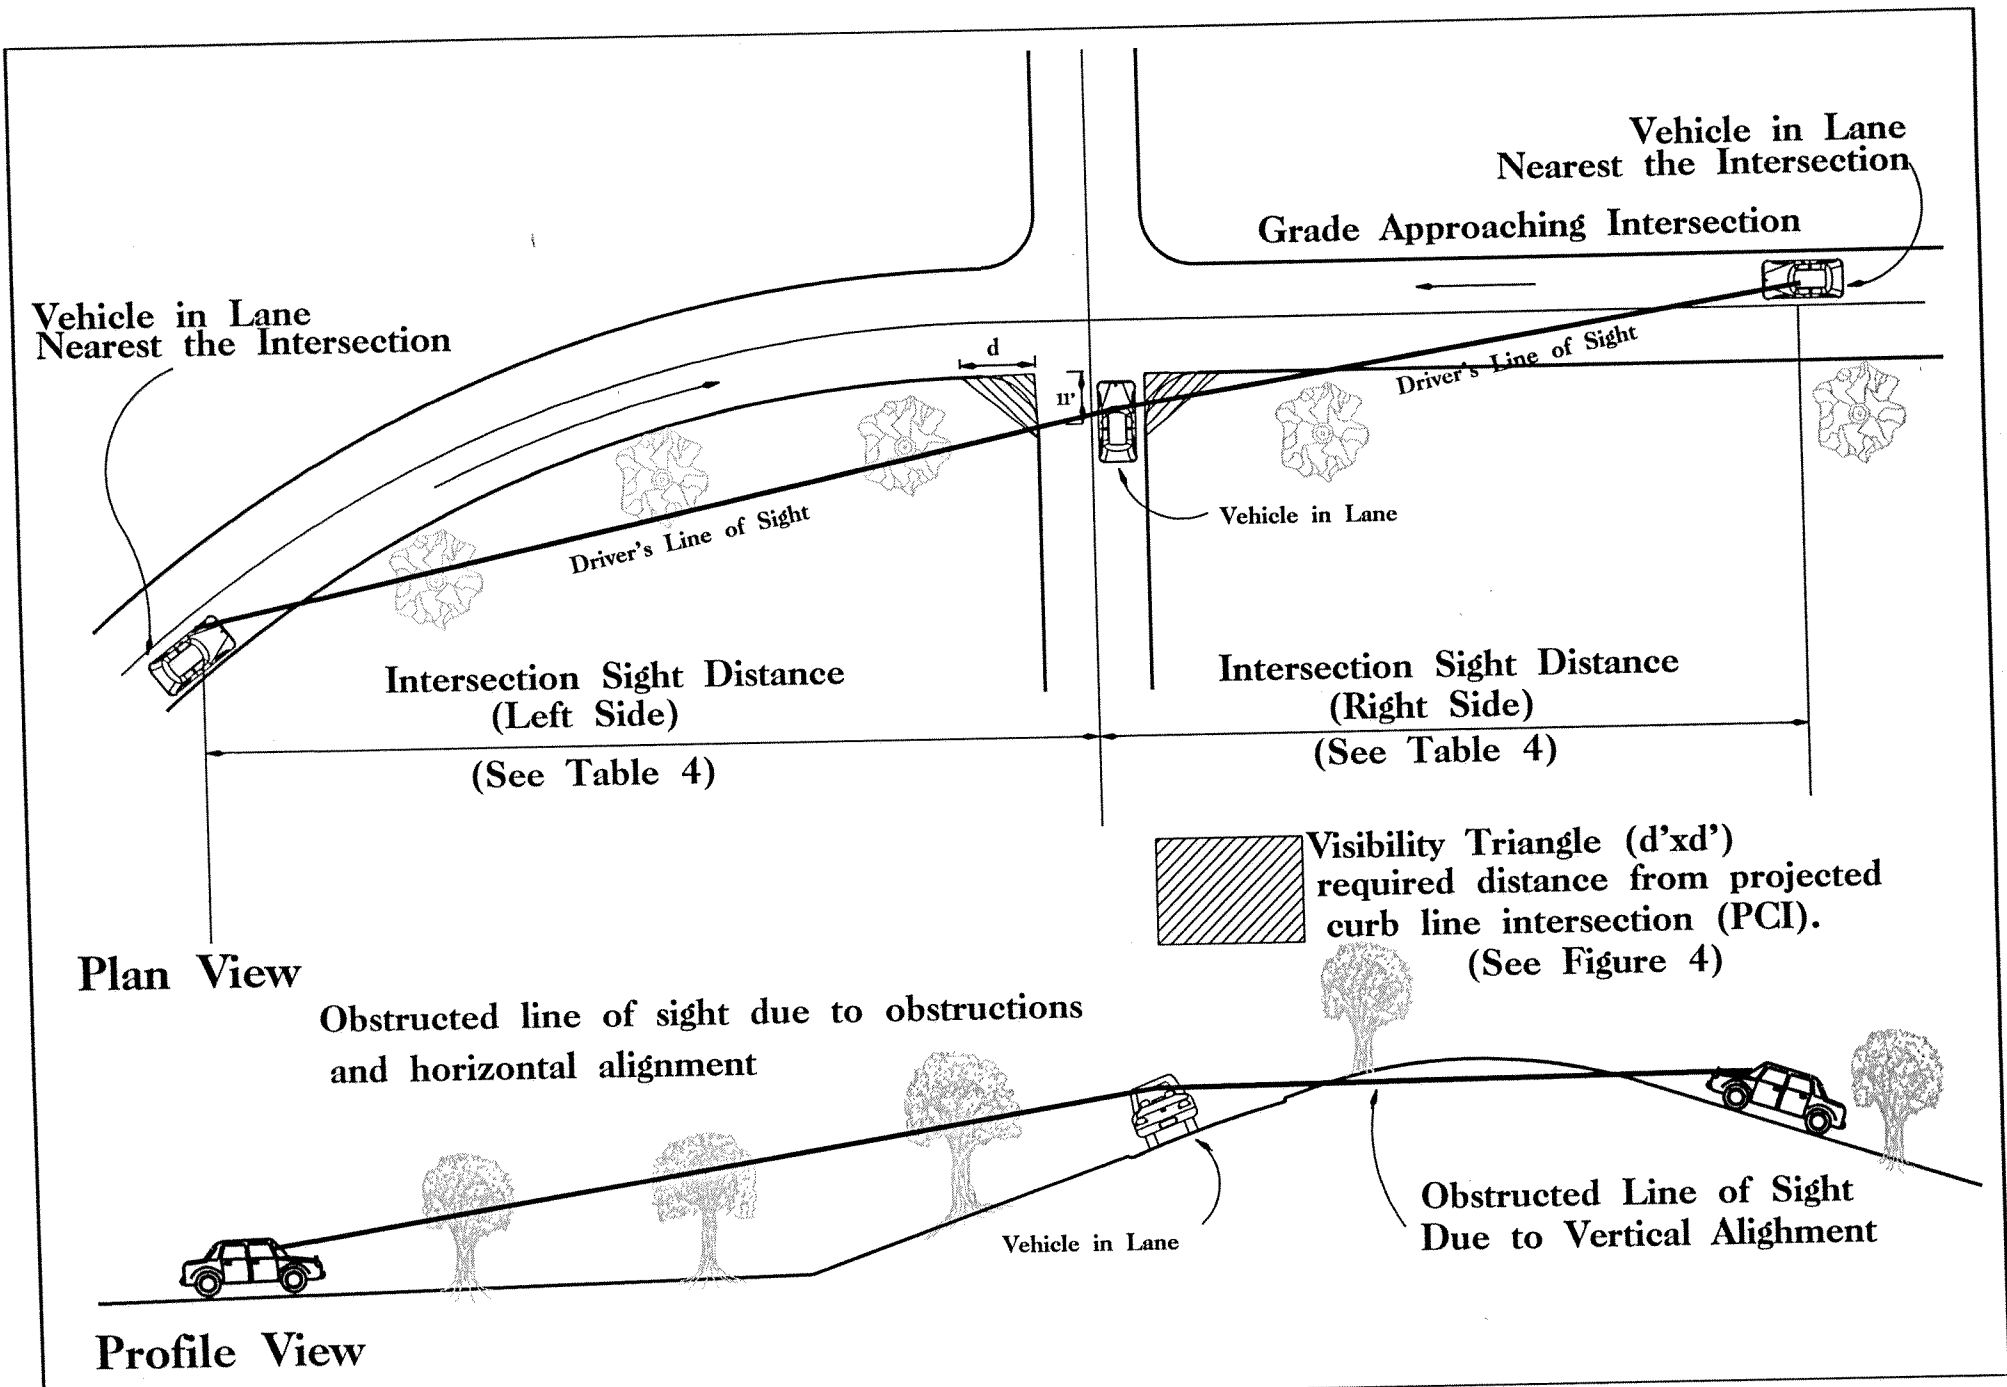 Vehicle in Lane
Nearest the Intersection
Grade Approaching Intersection
Vehicle in Lane
Nearest the Intersection
d
11'
Driver's Line of Sight
Driver's Line of Sight
Vehicle in Lane
Intersection Sight Distance
(Left Side)
(See Table 4)
Intersection Sight Distance
(Right Side)
(See Table 4)
Visibility Triangle (d'xd')
required distance from projected
curb line intersection (PCI).
(See Figure 4)
Plan View
Obstructed line of sight due to obstructions
and horizontal alignment
Vehicle in Lane
Obstructed Line of Sight
Due to Vertical Alighment
Profile View